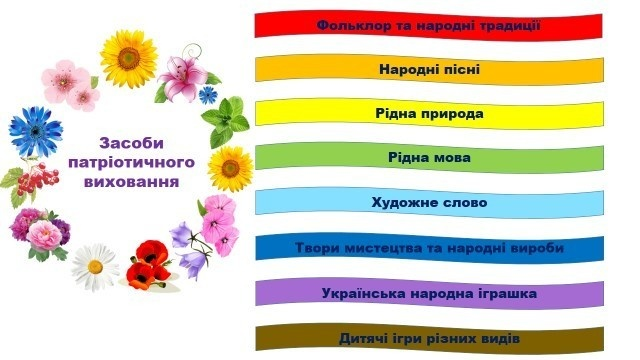 Засоби
патріотичного
виховання
Фольклор та народні традиції
Народні пісні
Рідна природа
Рідна мова
Художнє слово
Твори мистецтва та народні вироби
Українська народна іграшка
Дитячі ігри різних видів